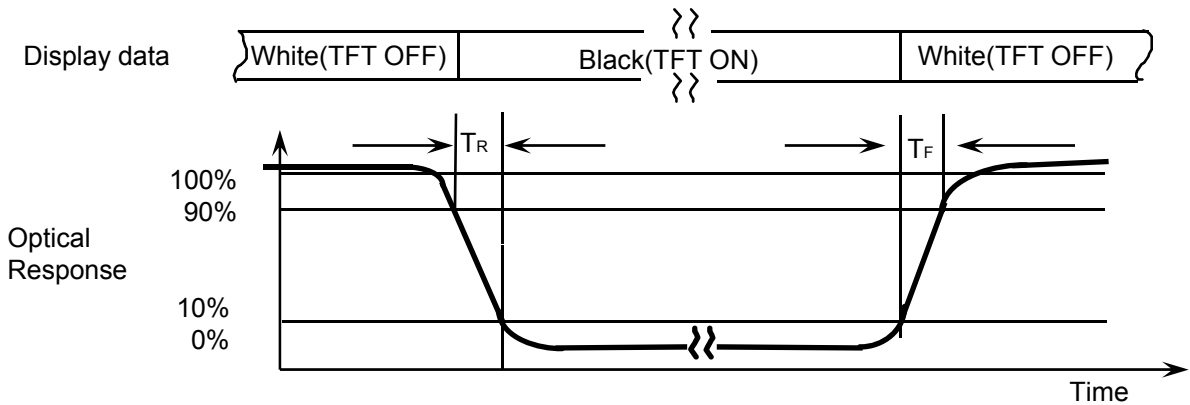 Display data
White(TFT OFF)
Black(TFT ON)
White(TFT OFF)
TR
TF
100%
90%
Optical
Response
10%
0%
Time